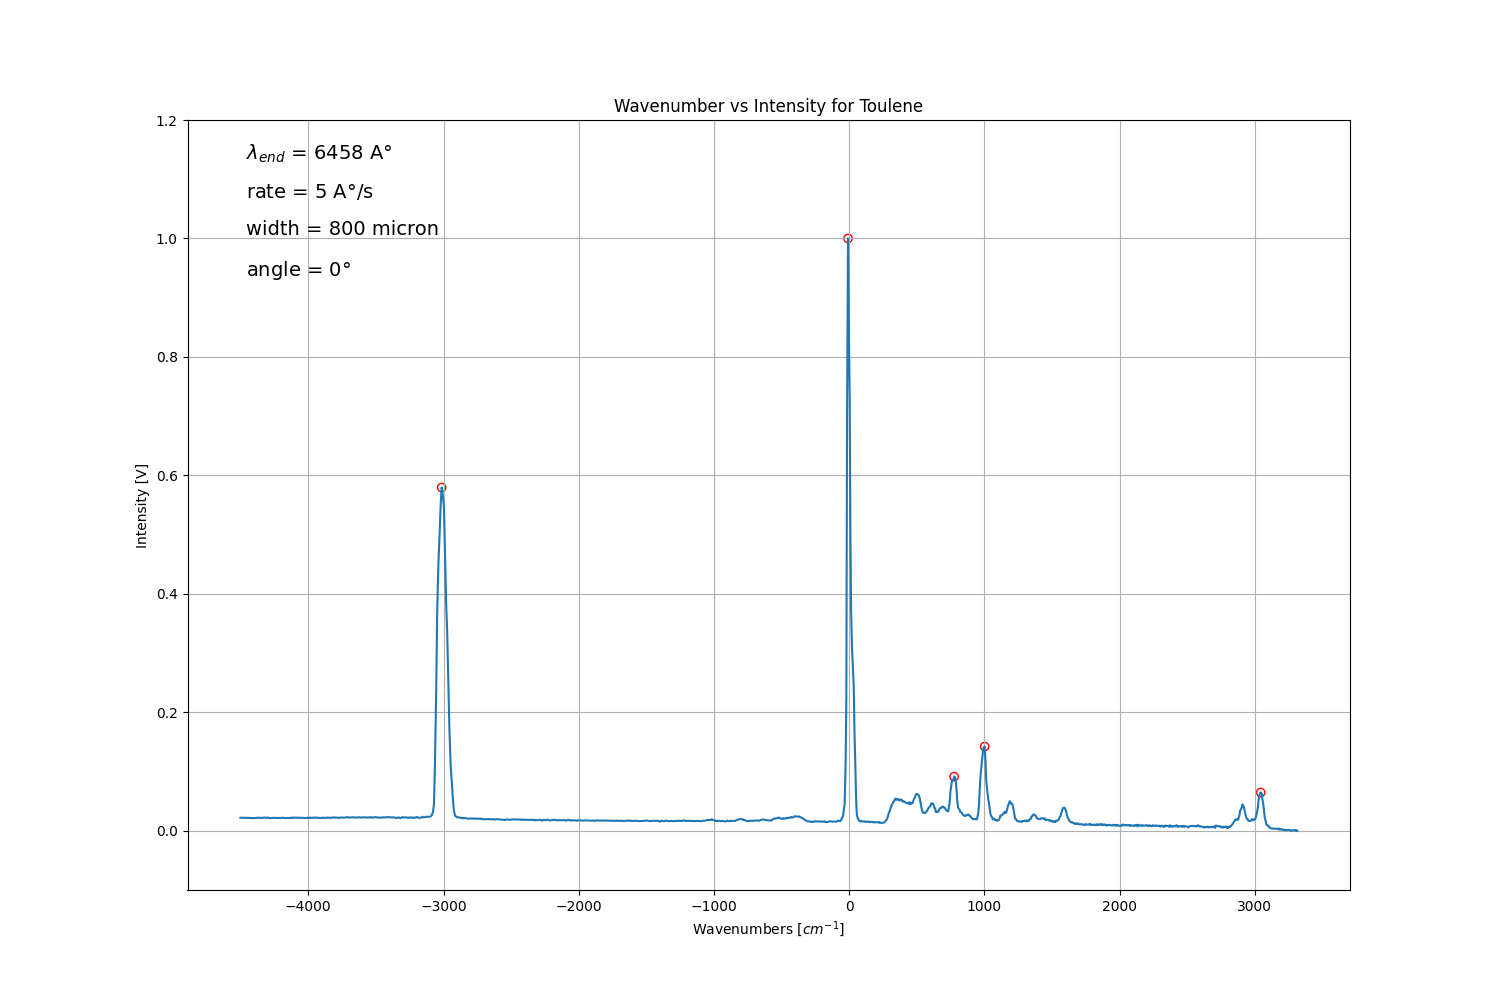 Wavenumber vs Intensity for Toulene
1.2
1.0
0.8
0.6
0.4
0.2
0.0
Intensity [V]
λend = 6458 A°
rate = 5 A°/s
width = 800 micron
angle = 0°
−4000 −3000 −2000 −1000 0 1000 2000 3000
Wavenumbers [cm−1]